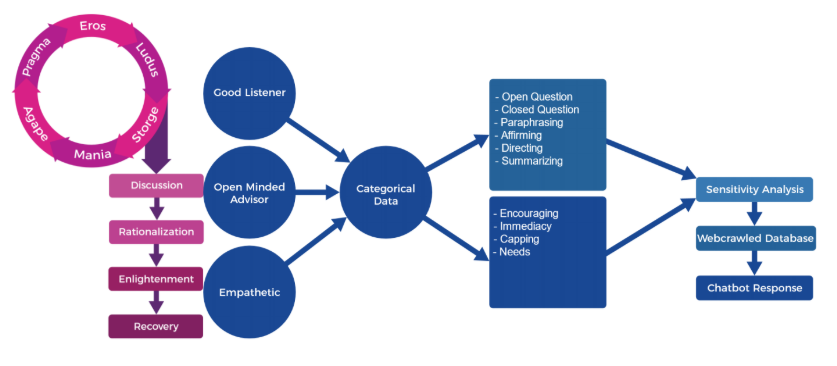 Eros
Ludus
Storge
Mania
Agape
Pragma
Discussion
Rationalization
Enlightenment
Recovery
Good Listener
Open Minded
Advisor
Empathetic
Categorical
Data
- Open Question
- Closed Question
- Paraphrasing
- Affirming
- Directing
- Summarizing
- Encouraging
- Immediacy
- Capping
- Needs
Sensitivity Analysis
Webcrawled Database
Chatbot Response